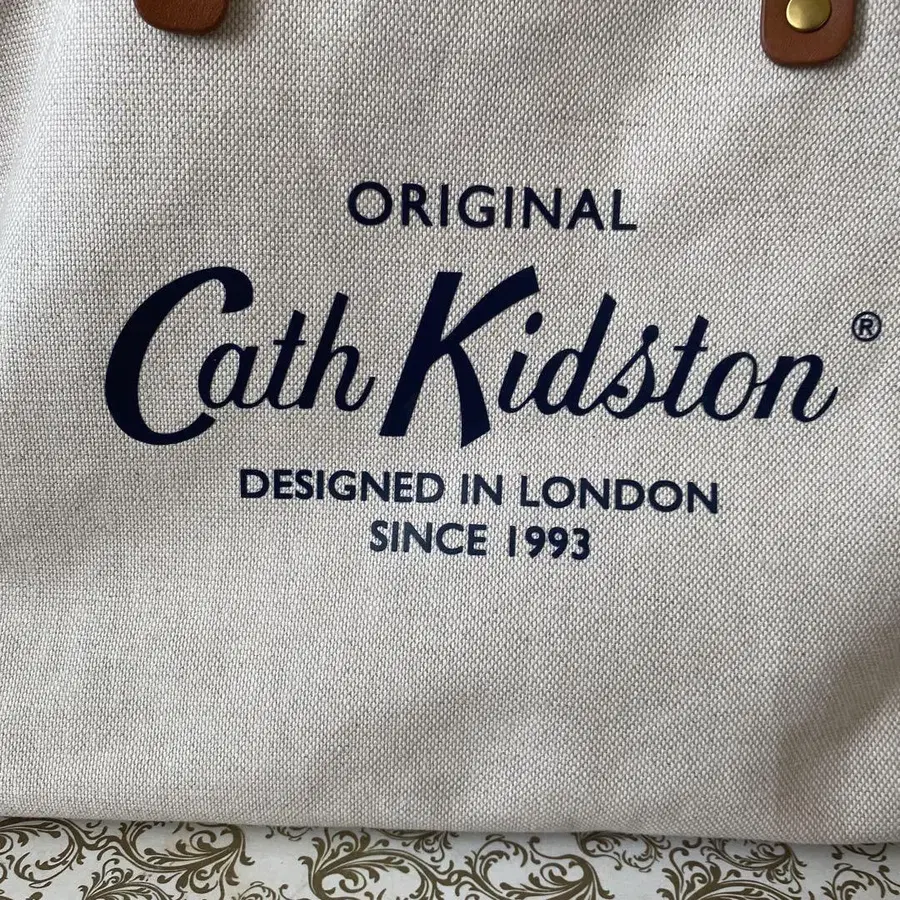 ORIGINAL
Cath Kidston®
DESIGNED IN LONDON
SINCE 1993